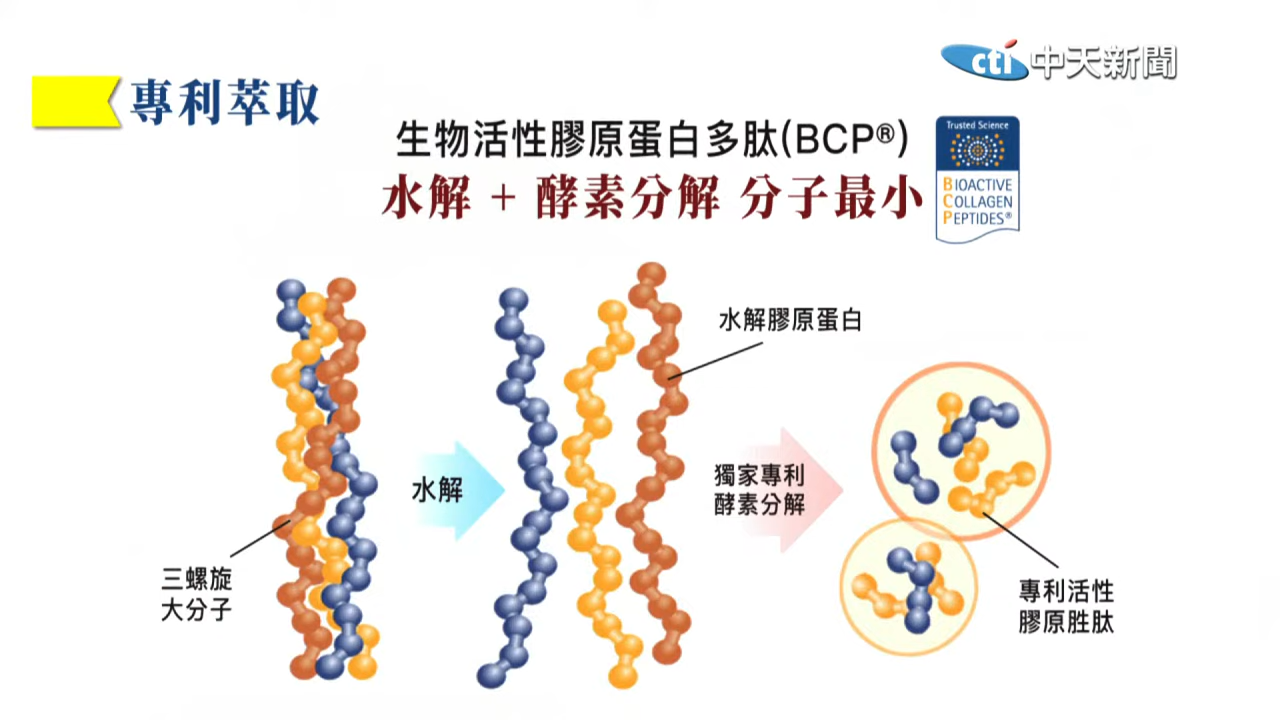 cti 中天新聞
專利萃取
生物活性膠原蛋白多肽(BCP®)
水解 + 酵素分解 分子最小
Trusted Science
BIOACTIVE
COLLAGEN
PEPTIDES®
水解膠原蛋白
水解
獨家專利
酵素分解
三螺旋
大分子
專利活性
膠原胜肽